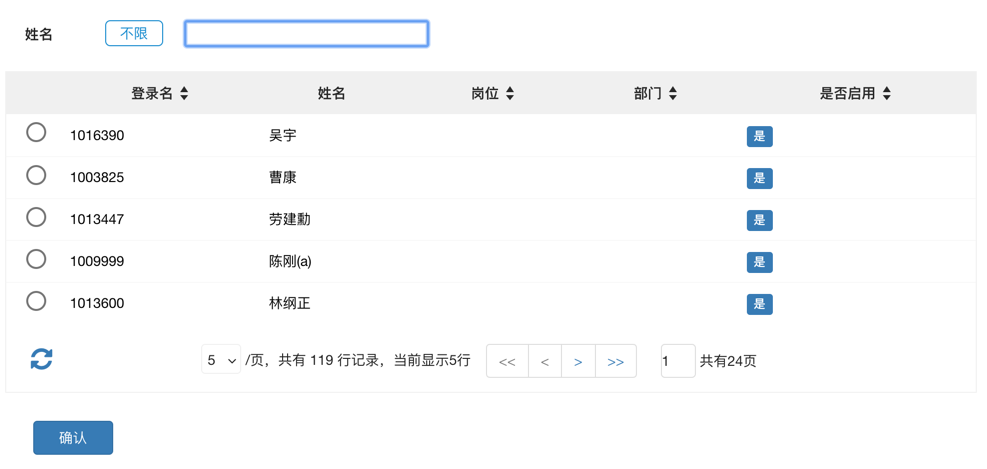 姓名 不限
登录名 姓名 岗位 部门 是否启用
1016390 吴宇 是
1003825 曹康 是
1013447 劳建勳 是
1009999 陈刚(a) 是
1013600 林纲正 是
5 /页，共有 119 行记录，当前显示5行 << < > >> 1 共有24页
确认